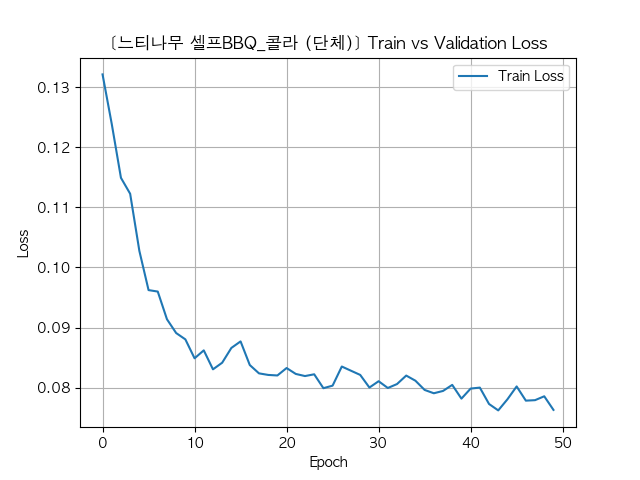 [느티나무 셀프BBQ_콜라 (단체)] Train vs Validation Loss
Train Loss
Loss
0.13
0.12
0.11
0.10
0.09
0.08
0 10 20 30 40 50
Epoch